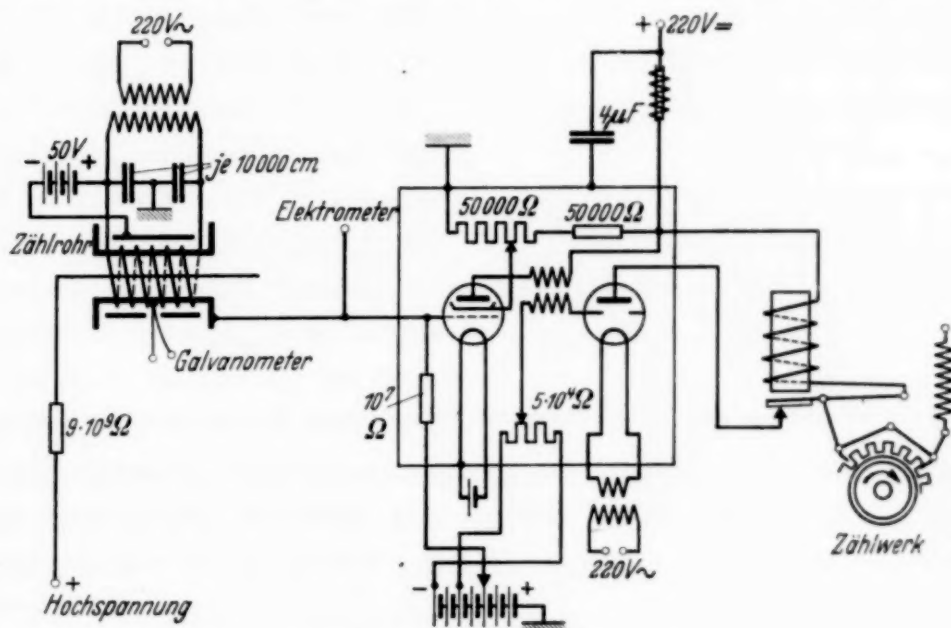 220V~
+ 220V=
4μF
- 50V +
je 10000 cm
50000Ω
50000Ω
Elektrometer
Zählrohr
Galvanometer
10⁷
Ω
5·10⁴Ω
9·10⁹Ω
220V~
Zählwerk
+
Hochspannung
- +